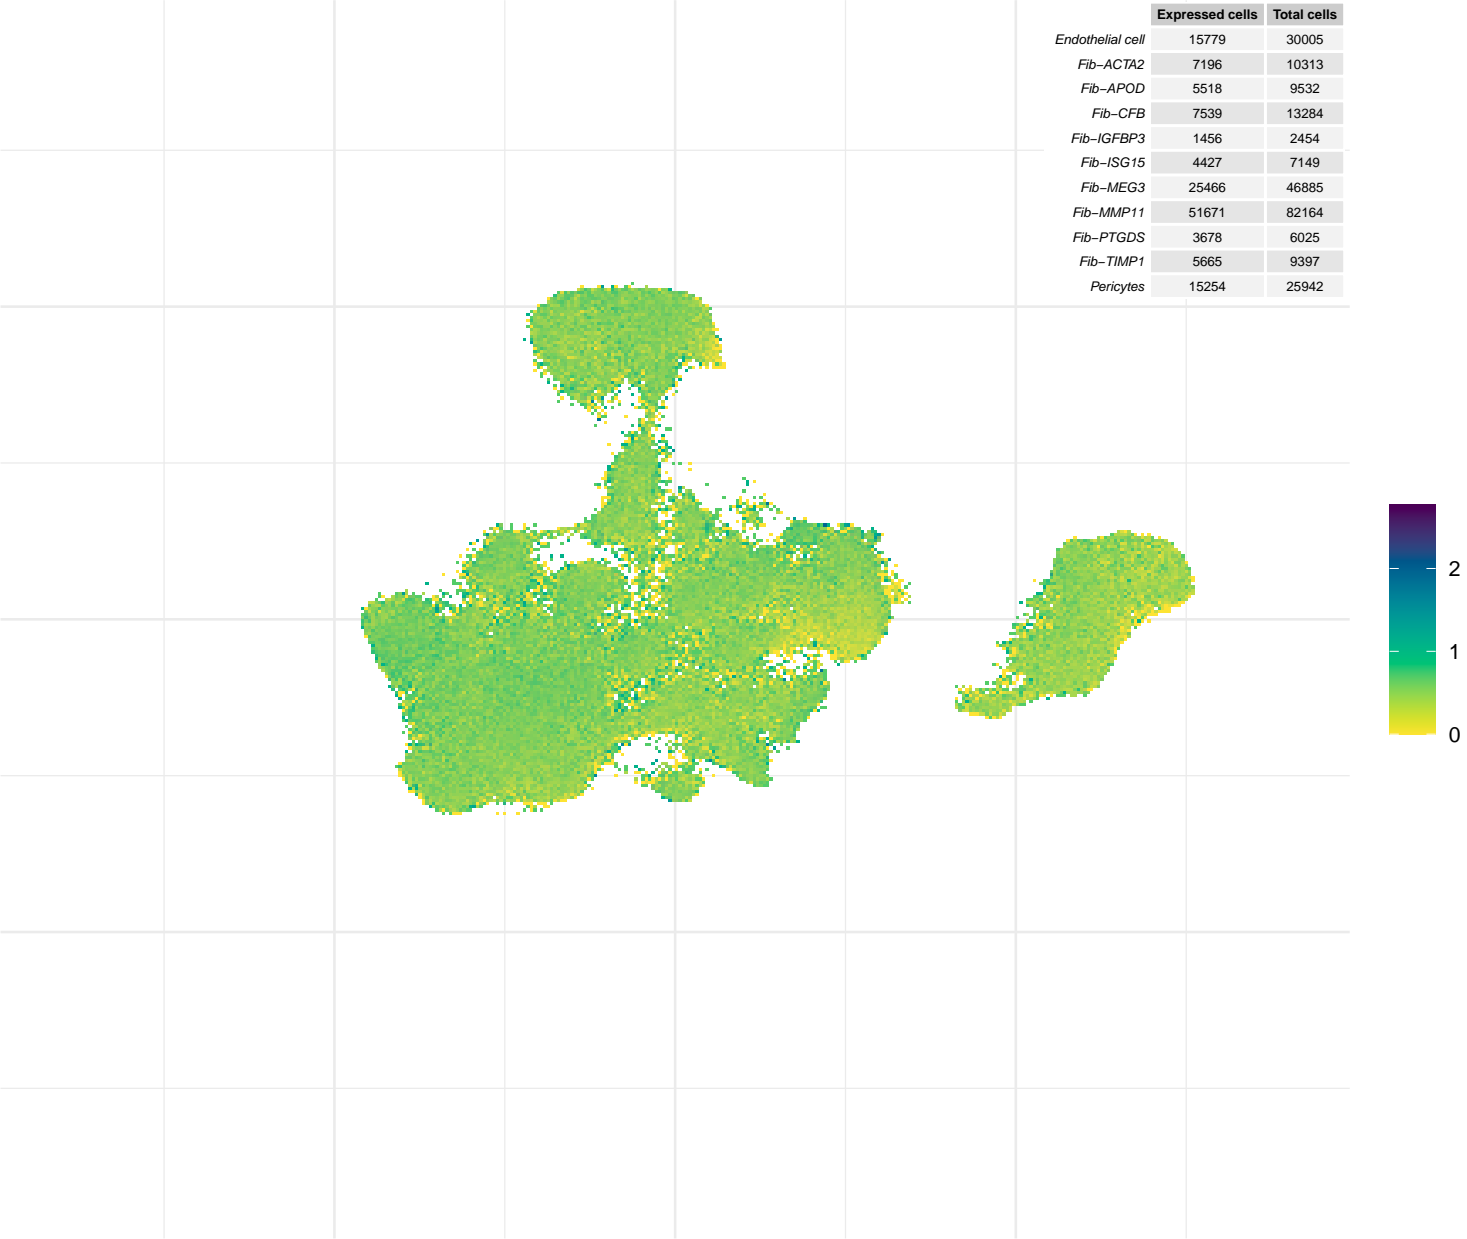 Expressed cells Total cells
Endothelial cell 15779 30005
Fib−ACTA2 7196 10313
Fib−APOD 5518 9532
Fib−CFB 7539 13284
Fib−IGFBP3 1456 2454
Fib−ISG15 4427 7149
Fib−MEG3 25466 46885
Fib−MMP11 51671 82164
Fib−PTGDS 3678 6025
Fib−TIMP1 5665 9397
Pericytes 15254 25942
2
1
0